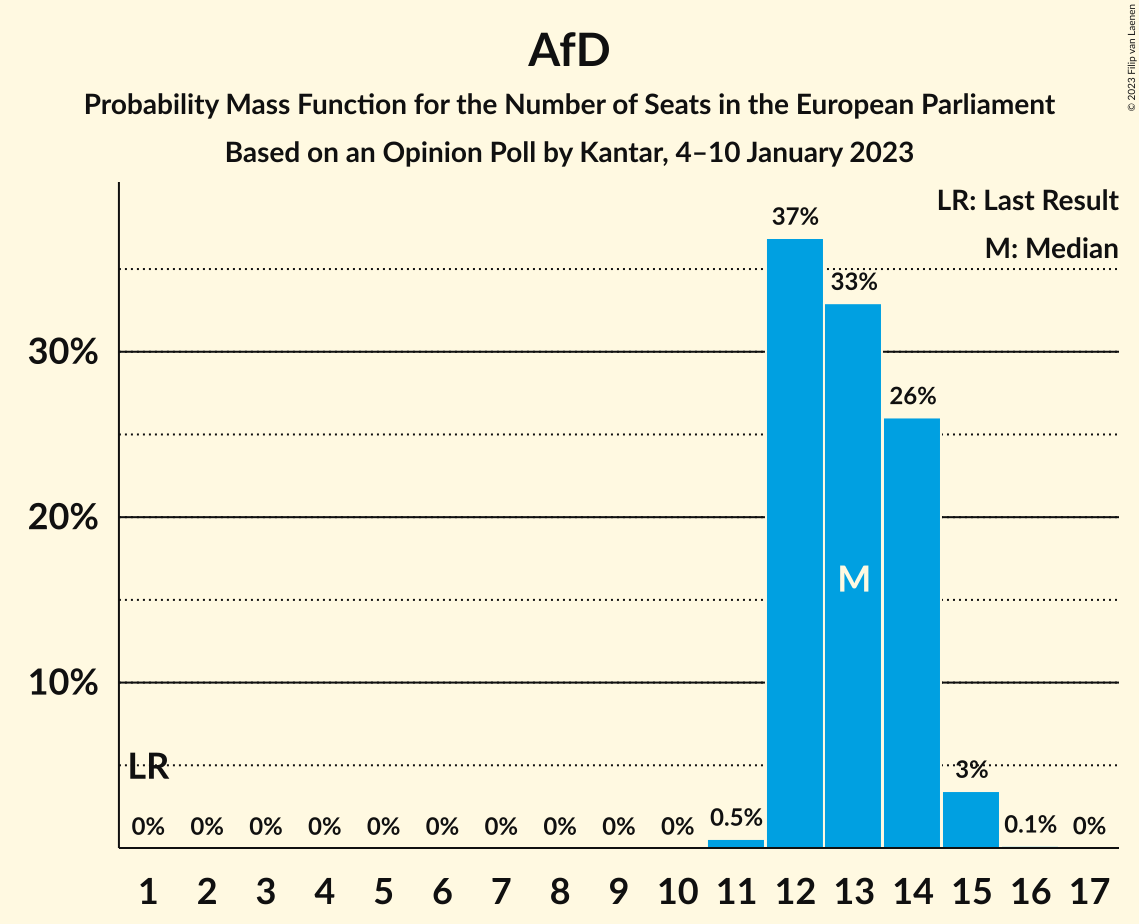 AfD
Probability Mass Function for the Number of Seats in the European Parliament
Based on an Opinion Poll by Kantar, 4–10 January 2023
© 2023 Filip van Laenen
LR: Last Result
M: Median
37%
33%
30%
26%
20%
M
10%
LR
3%
0% 0% 0% 0% 0% 0% 0% 0% 0% 0% 0.5% 0.1% 0%
1 2 3 4 5 6 7 8 9 10 11 12 13 14 15 16 17